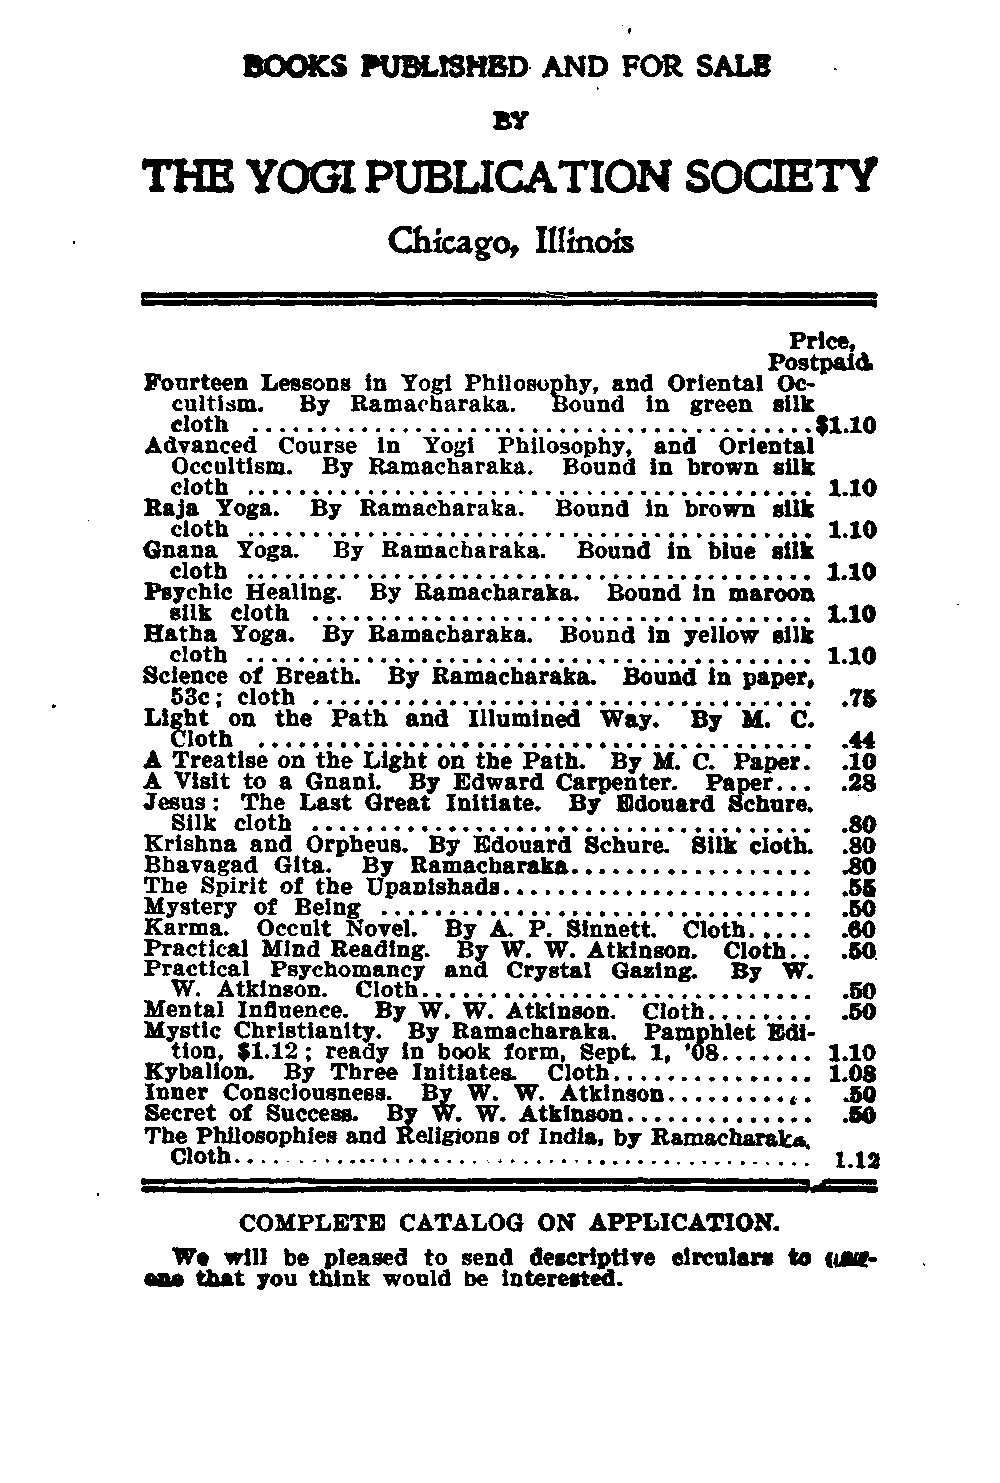 BOOKS PUBLISHED AND FOR SALE
BY
THE YOGI PUBLICATION SOCIETY
Chicago, Illinois
Price,
Postpaid.
Fourteen Lessons in Yogi Philosophy, and Oriental Oc-
cultism. By Ramacharaka. Bound in green silk
cloth ........................................ $1.10
Advanced Course in Yogi Philosophy, and Oriental
Occultism. By Ramacharaka. Bound in brown silk
cloth ........................................ 1.10
Raja Yoga. By Ramacharaka. Bound in brown silk
cloth ........................................ 1.10
Gnana Yoga. By Ramacharaka. Bound in blue silk
cloth ........................................ 1.10
Psychic Healing. By Ramacharaka. Bound in maroon
silk cloth ................................... 1.10
Hatha Yoga. By Ramacharaka. Bound in yellow silk
cloth ........................................ 1.10
Science of Breath. By Ramacharaka. Bound in paper,
53c; cloth ................................... .75
Light on the Path and Illumined Way. By M. C.
Cloth ........................................ .44
A Treatise on the Light on the Path. By M. C. Paper. .10
A Visit to a Gnani. By Edward Carpenter. Paper... .28
Jesus: The Last Great Initiate. By Edouard Schure.
Silk cloth ................................... .80
Krishna and Orpheus. By Edouard Schure. Silk cloth. .80
Bhavagad Gita. By Ramacharaka.................. .80
The Spirit of the Upanishads...................... .55
Mystery of Being ............................... .50
Karma. Occult Novel. By A. P. Sinnett. Cloth..... .60
Practical Mind Reading. By W. W. Atkinson. Cloth.. .50
Practical Psychomancy and Crystal Gazing. By W.
W. Atkinson. Cloth............................ .50
Mental Influence. By W. W. Atkinson. Cloth........ .50
Mystic Christianity. By Ramacharaka. Pamphlet Edi-
tion, $1.12; ready in book form, Sept. 1, '08....... 1.10
Kybalion. By Three Initiates. Cloth............... 1.08
Inner Consciousness. By W. W. Atkinson........... .50
Secret of Success. By W. W. Atkinson.............. .50
The Philosophies and Religions of India, by Ramacharaka.
Cloth........................................ 1.12
COMPLETE CATALOG ON APPLICATION.
We will be pleased to send descriptive circulars to any-
one that you think would be interested.